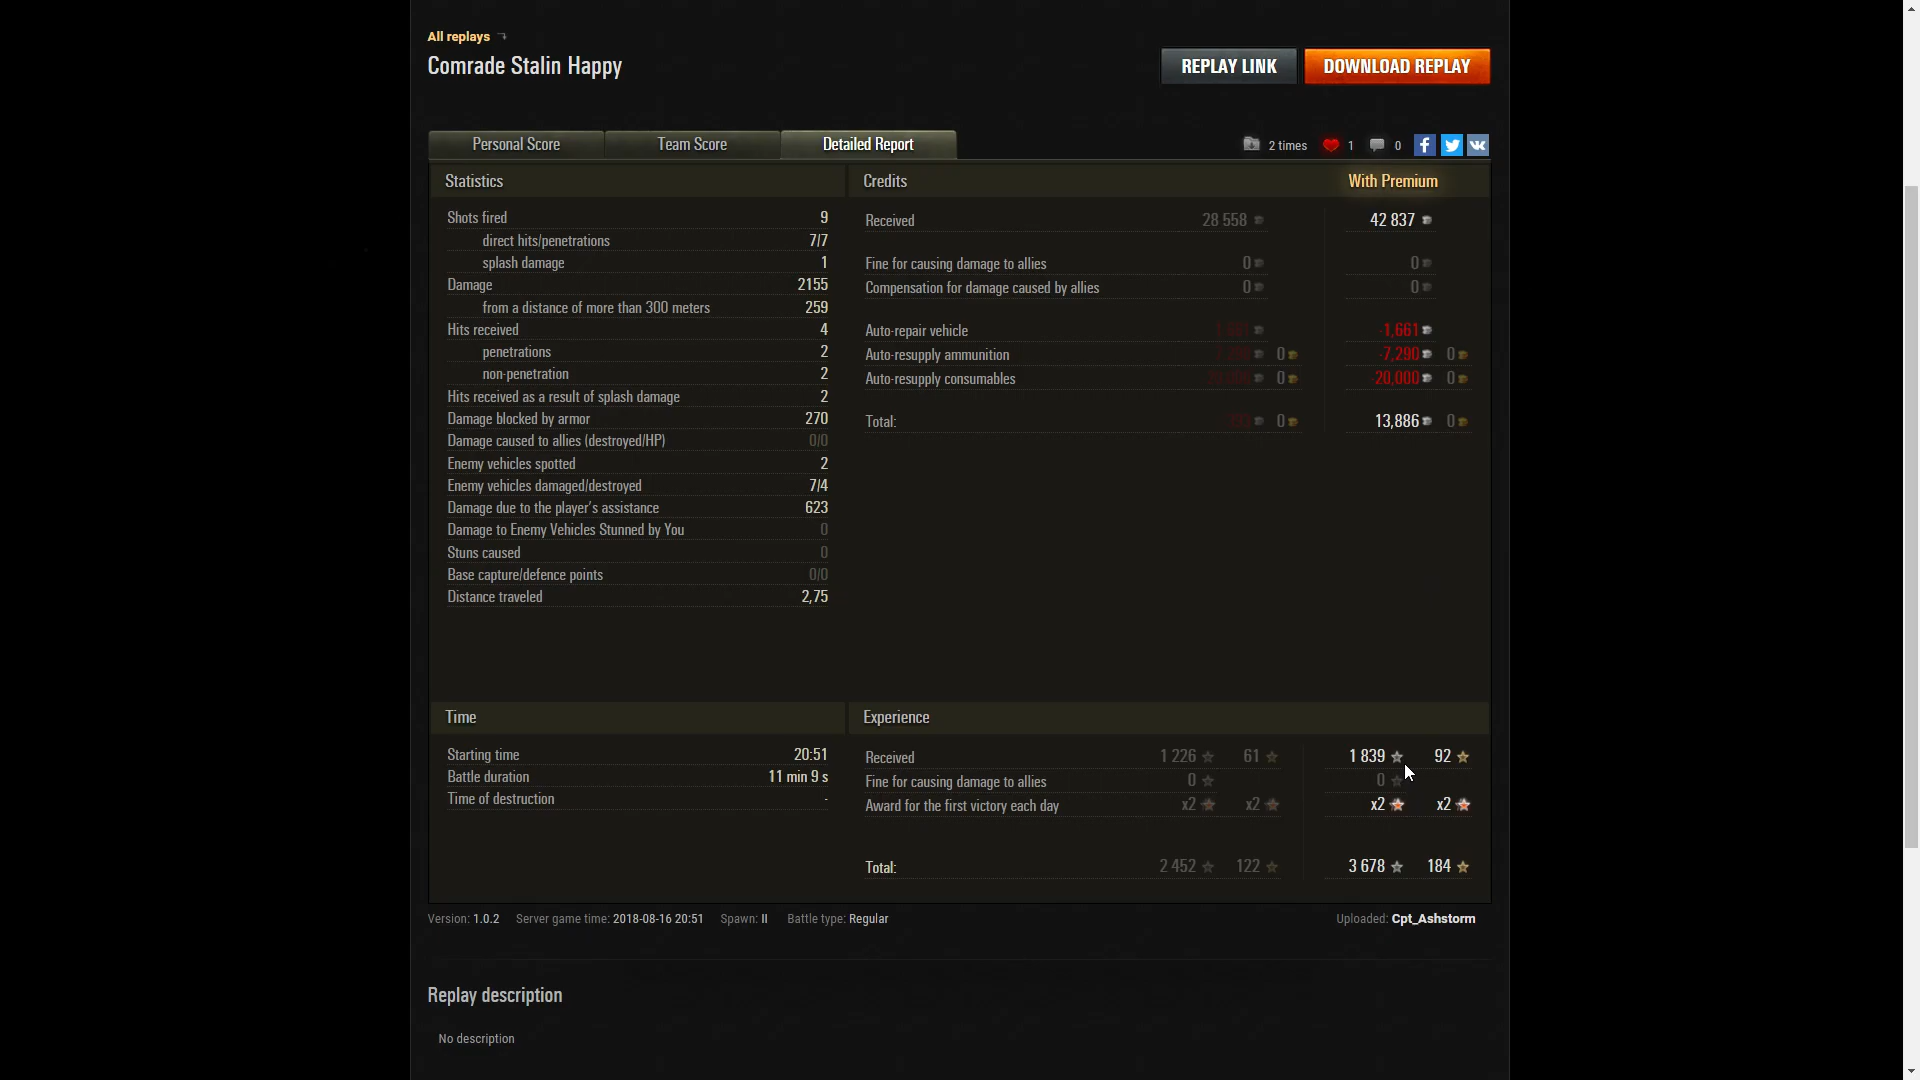 All replays
Comrade Stalin Happy
REPLAY LINK DOWNLOAD REPLAY
Personal Score Team Score Detailed Report 2 times 1 0
Statistics Credits With Premium
Shots fired 9
direct hits/penetrations 7/7
splash damage 1
Damage 2155
from a distance of more than 300 meters 259
Hits received 4
penetrations 2
non-penetration 2
Hits received as a result of splash damage 2
Damage blocked by armor 270
Damage caused to allies (destroyed/HP) 0/0
Enemy vehicles spotted 2
Enemy vehicles damaged/destroyed 7/4
Damage due to the player's assistance 623
Damage to Enemy Vehicles Stunned by You 0
Stuns caused 0
Base capture/defence points 0/0
Distance traveled 2,75
Received 28 558 42 837
Fine for causing damage to allies 0 0
Compensation for damage caused by allies 0 0
Auto-repair vehicle -1,661
Auto-resupply ammunition 0 -7,290 0
Auto-resupply consumables 0 -20,000 0
Total: 0 13,886 0
Time Experience
Starting time 20:51
Battle duration 11 min 9 s
Time of destruction -
Received 1 226 61 1 839 92
Fine for causing damage to allies 0 0
Award for the first victory each day x2 x2 x2 x2
Total: 2 452 122 3 678 184
Version: 1.0.2 Server game time: 2018-08-16 20:51 Spawn: II Battle type: Regular Uploaded: Cpt_Ashstorm
Replay description
No description